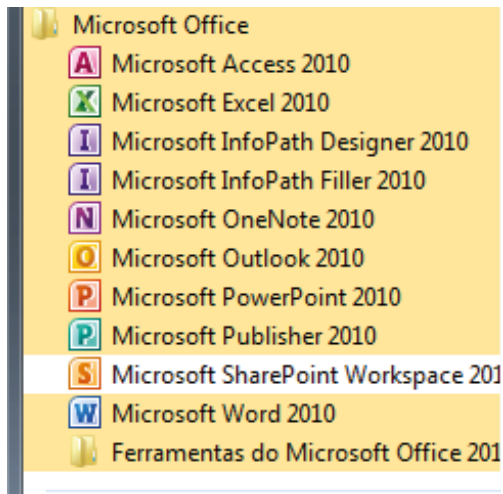 Microsoft Office
Microsoft Access 2010
Microsoft Excel 2010
Microsoft InfoPath Designer 2010
Microsoft InfoPath Filler 2010
Microsoft OneNote 2010
Microsoft Outlook 2010
Microsoft PowerPoint 2010
Microsoft Publisher 2010
Microsoft SharePoint Workspace 201
Microsoft Word 2010
Ferramentas do Microsoft Office 201